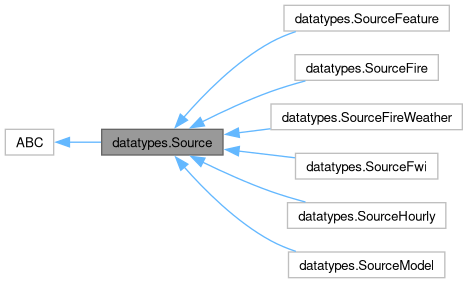 datatypes.SourceFeature
datatypes.SourceFire
datatypes.SourceFireWeather
ABC
datatypes.Source
datatypes.SourceFwi
datatypes.SourceHourly
datatypes.SourceModel